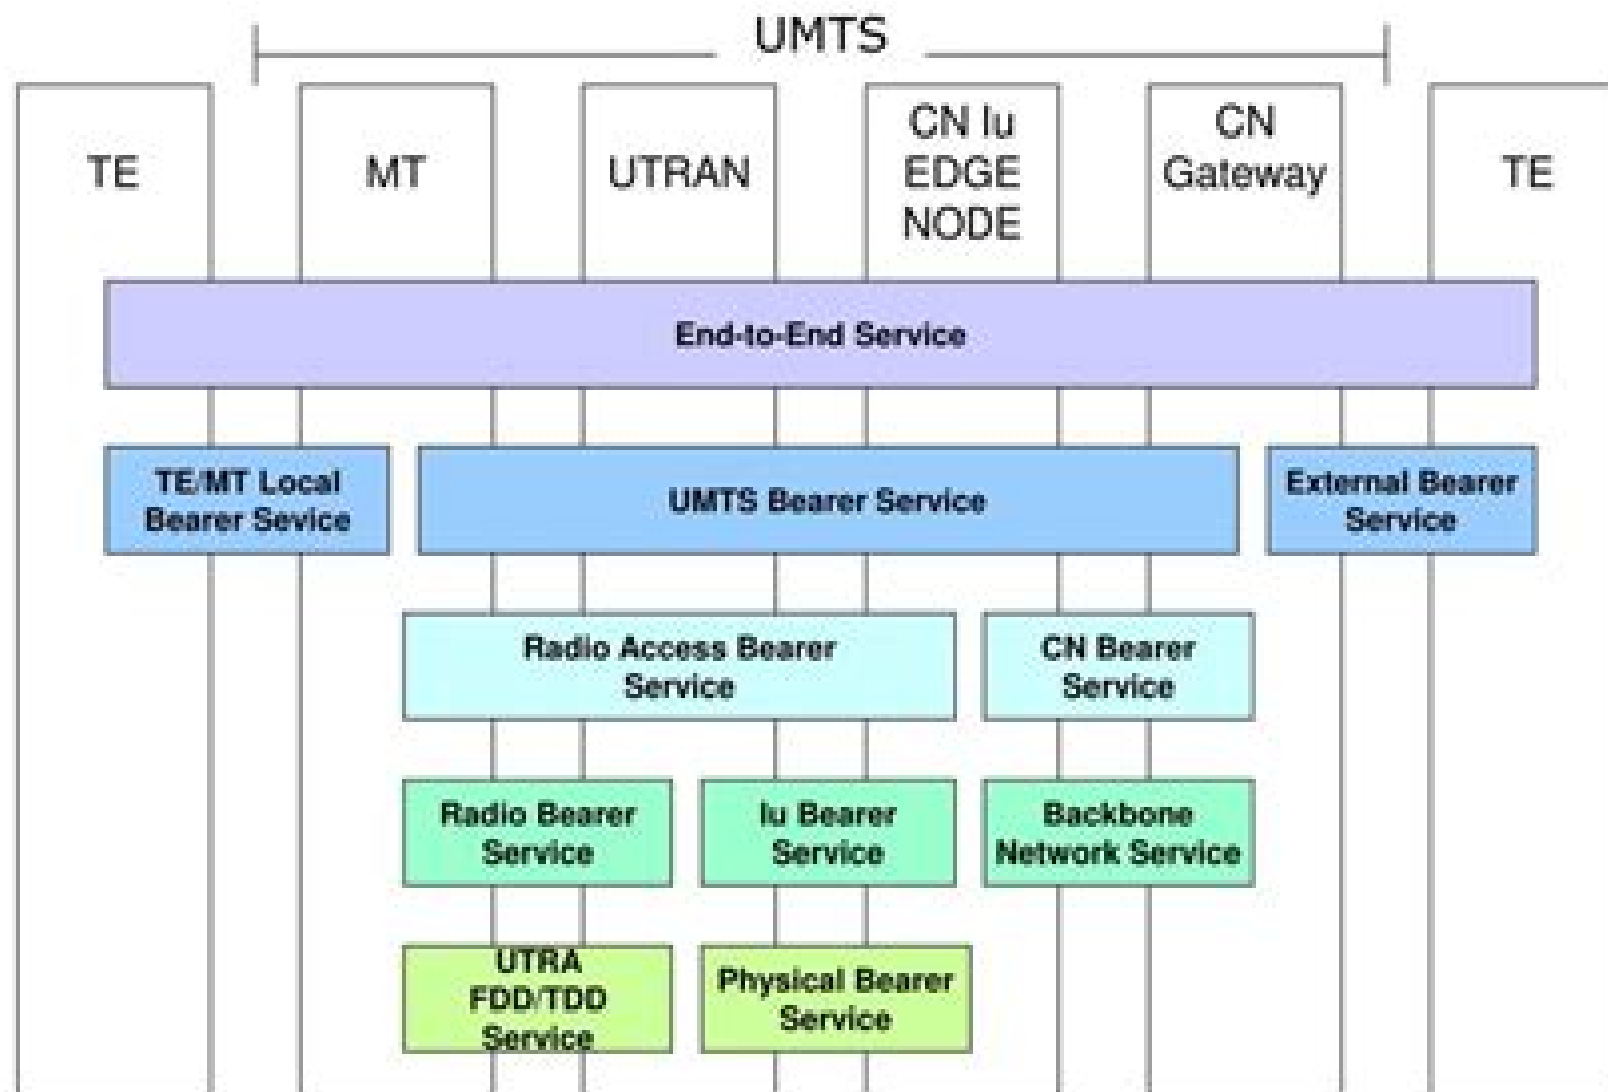 UMTS
TE
MT
UTRAN
CN Iu
EDGE
NODE
CN
Gateway
TE
End-to-End Service
TE/MT Local
Bearer Sevice
UMTS Bearer Service
External Bearer
Service
Radio Access Bearer
Service
CN Bearer
Service
Radio Bearer
Service
Iu Bearer
Service
Backbone
Network Service
UTRA
FDD/TDD
Service
Physical Bearer
Service